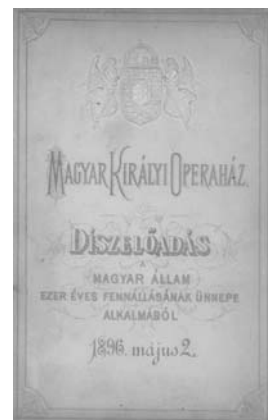 MAGYAR KIRÁLYI OPERAHÁZ.
DÍSZELŐADÁS
A
MAGYAR ÁLLAM
EZER ÉVES FENNÁLLÁSÁNAK ÜNNEPE
ALKALMÁBÓL
1896. május 2.